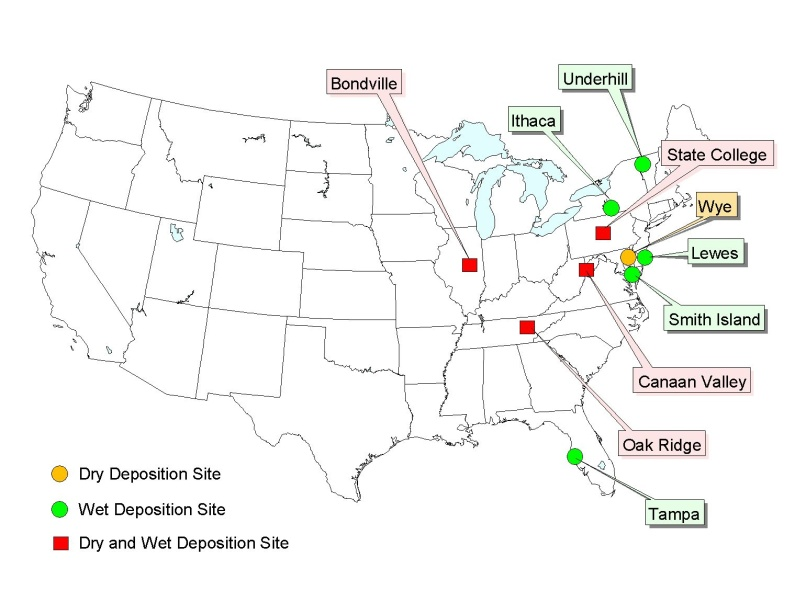 Underhill
Bondville
Ithaca
State College
Wye
Lewes
Smith Island
Canaan Valley
Oak Ridge
Dry Deposition Site
Wet Deposition Site
Tampa
Dry and Wet Deposition Site